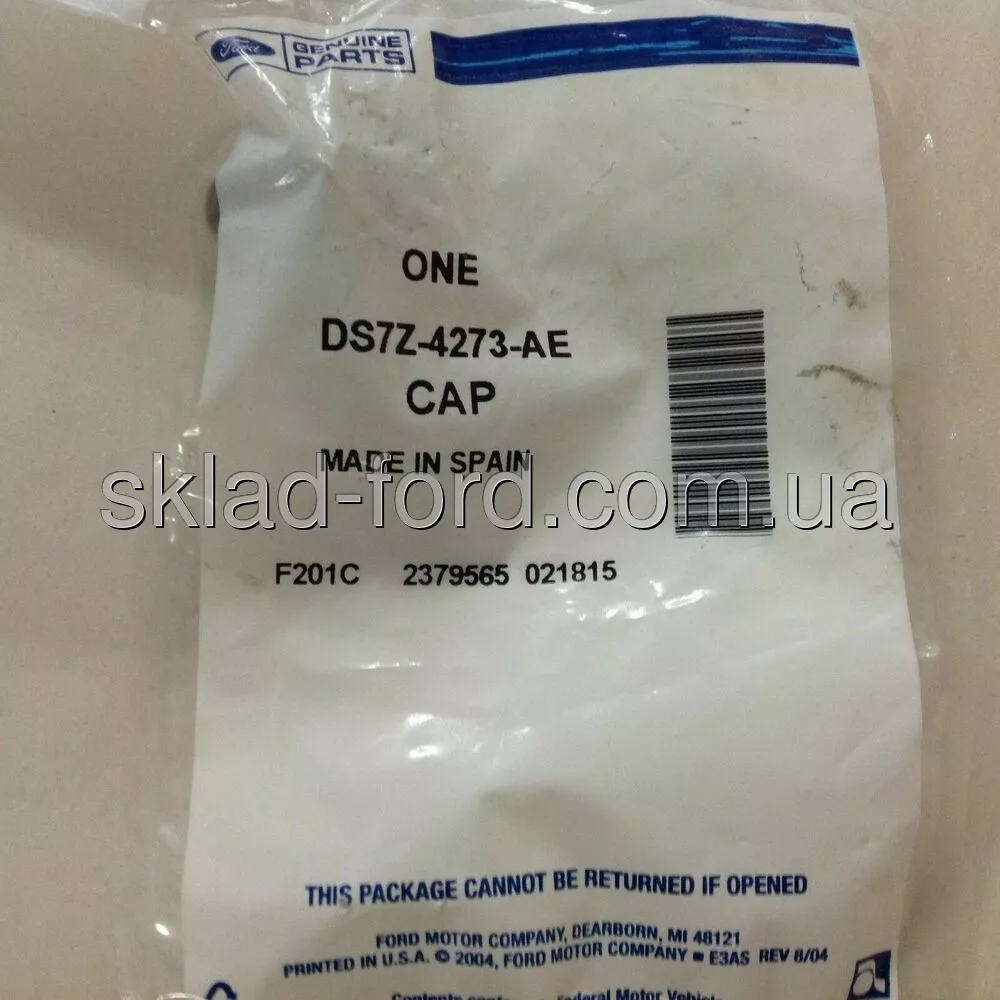 Ford
GENUINE
PARTS
ONE
DS7Z-4273-AE
CAP
MADE IN SPAIN
sklad-ford.com.ua
F201C 2379565 021815
THIS PACKAGE CANNOT BE RETURNED IF OPENED
FORD MOTOR COMPANY, DEARBORN, MI 48121
PRINTED IN U.S.A. © 2004, FORD MOTOR COMPANY ▪ E3AS REV 8/04
Motor